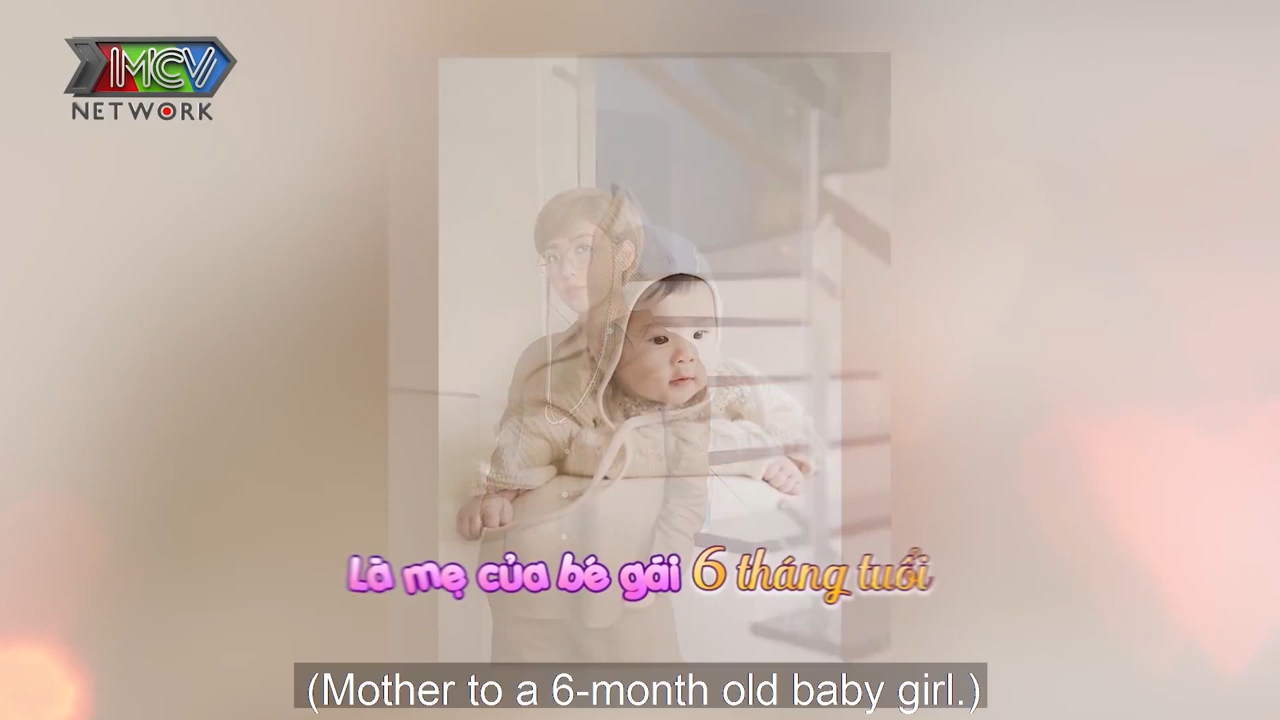 MCV
NETWORK
Là mẹ của bé gái 6 tháng tuổi
(Mother to a 6-month old baby girl.)